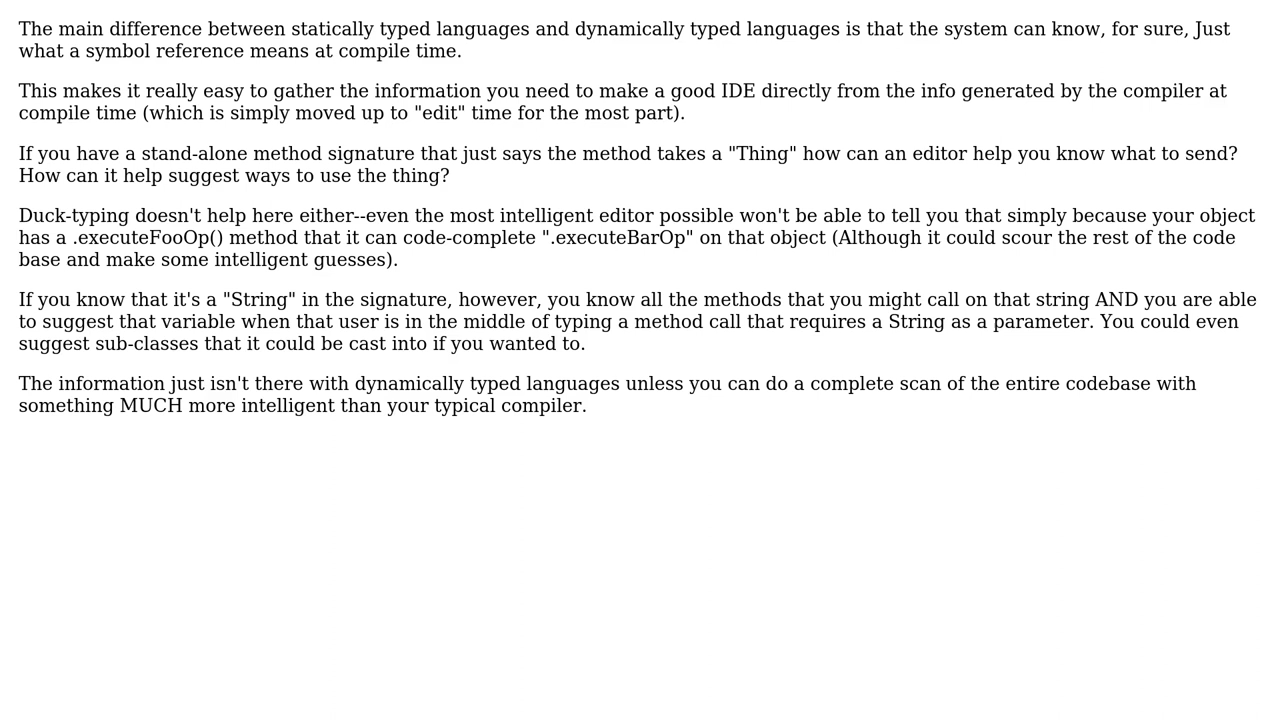 The main difference between statically typed languages and dynamically typed languages is that the system can know, for sure, Just
what a symbol reference means at compile time.
This makes it really easy to gather the information you need to make a good IDE directly from the info generated by the compiler at
compile time (which is simply moved up to "edit" time for the most part).
If you have a stand-alone method signature that just says the method takes a "Thing" how can an editor help you know what to send?
How can it help suggest ways to use the thing?
Duck-typing doesn't help here either--even the most intelligent editor possible won't be able to tell you that simply because your object
has a .executeFooOp() method that it can code-complete ".executeBarOp" on that object (Although it could scour the rest of the code
base and make some intelligent guesses).
If you know that it's a "String" in the signature, however, you know all the methods that you might call on that string AND you are able
to suggest that variable when that user is in the middle of typing a method call that requires a String as a parameter. You could even
suggest sub-classes that it could be cast into if you wanted to.
The information just isn't there with dynamically typed languages unless you can do a complete scan of the entire codebase with
something MUCH more intelligent than your typical compiler.